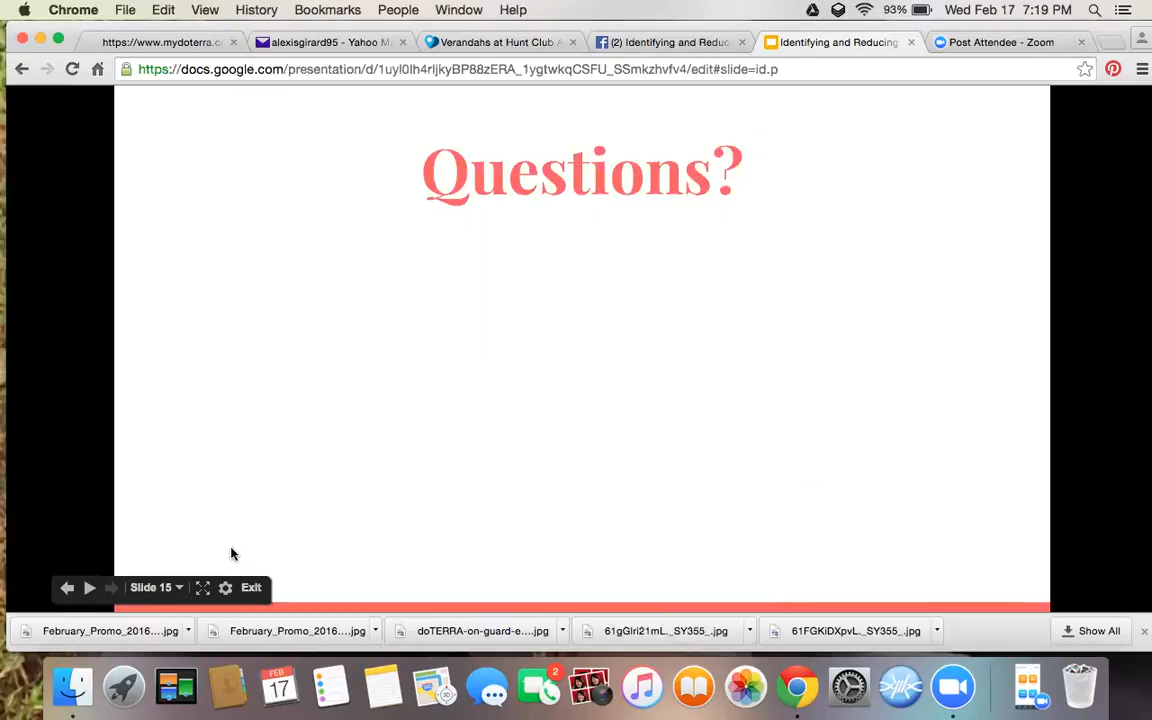 Chrome File Edit View History Bookmarks People Window Help 93% Wed Feb 17 7:19 PM
https://www.mydoterra.c alexisgirard95 - Yahoo M Verandahs at Hunt Club A (2) Identifying and Reduc Identifying and Reducing Post Attendee - Zoom
https://docs.google.com/presentation/d/1uyl0lh4rljkyBP88zERA_1ygtwkqCSFU_SSmkzhvfv4/edit#slide=id.p
Questions?
Slide 15 Exit
February_Promo_2016....jpg February_Promo_2016....jpg doTERRA-on-guard-e....jpg 61gGlri21mL._SY355_.jpg 61FGKiDXpvL._SY355_.jpg Show All
FEB
17
2